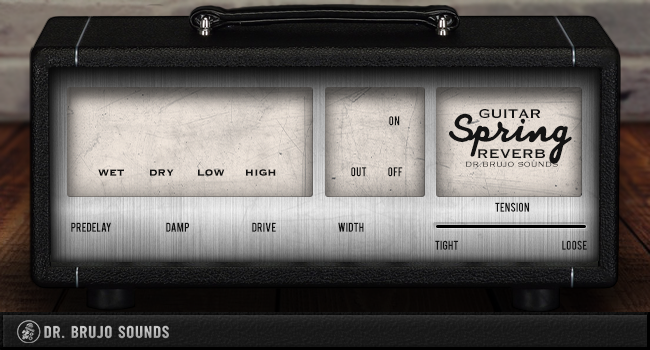 GUITAR
Spring
REVERB
DR.BRUJO SOUNDS
ON
WET DRY LOW HIGH
OUT OFF
TENSION
PREDELAY DAMP DRIVE WIDTH
TIGHT LOOSE
DR. BRUJO SOUNDS